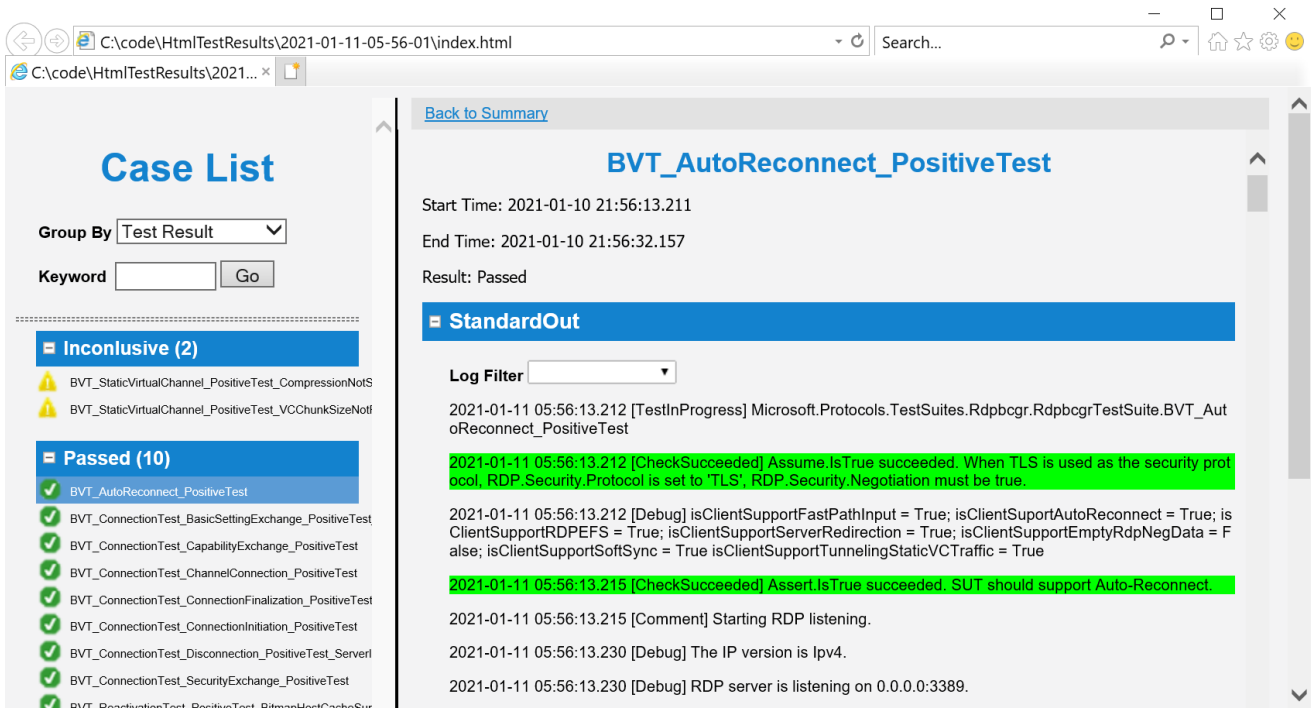 C:\code\HtmlTestResults\2021-01-11-05-56-01\index.html
Search...
C:\code\HtmlTestResults\2021...
Case List
Group By Test Result
Keyword Go
Inconlusive (2)
BVT_StaticVirtualChannel_PositiveTest_CompressionNotS
BVT_StaticVirtualChannel_PositiveTest_VCChunkSizeNotF
Passed (10)
BVT_AutoReconnect_PositiveTest
BVT_ConnectionTest_BasicSettingExchange_PositiveTest_
BVT_ConnectionTest_CapabilityExchange_PositiveTest
BVT_ConnectionTest_ChannelConnection_PositiveTest
BVT_ConnectionTest_ConnectionFinalization_PositiveTest
BVT_ConnectionTest_ConnectionInitiation_PositiveTest
BVT_ConnectionTest_Disconnection_PositiveTest_ServerI
BVT_ConnectionTest_SecurityExchange_PositiveTest
BVT_ReactivationTest_PositiveTest_BitmapHostCacheSup
Back to Summary
BVT_AutoReconnect_PositiveTest
Start Time: 2021-01-10 21:56:13.211
End Time: 2021-01-10 21:56:32.157
Result: Passed
StandardOut
Log Filter
2021-01-11 05:56:13.212 [TestInProgress] Microsoft.Protocols.TestSuites.Rdpbcgr.RdpbcgrTestSuite.BVT_Aut
oReconnect_PositiveTest
2021-01-11 05:56:13.212 [CheckSucceeded] Assume.IsTrue succeeded. When TLS is used as the security prot
ocol, RDP.Security.Protocol is set to 'TLS', RDP.Security.Negotiation must be true.
2021-01-11 05:56:13.212 [Debug] isClientSupportFastPathInput = True; isClientSuportAutoReconnect = True; is
ClientSupportRDPEFS = True; isClientSupportServerRedirection = True; isClientSupportEmptyRdpNegData = F
alse; isClientSupportSoftSync = True isClientSupportTunnelingStaticVCTraffic = True
2021-01-11 05:56:13.215 [CheckSucceeded] Assert.IsTrue succeeded. SUT should support Auto-Reconnect.
2021-01-11 05:56:13.215 [Comment] Starting RDP listening.
2021-01-11 05:56:13.230 [Debug] The IP version is Ipv4.
2021-01-11 05:56:13.230 [Debug] RDP server is listening on 0.0.0.0:3389.